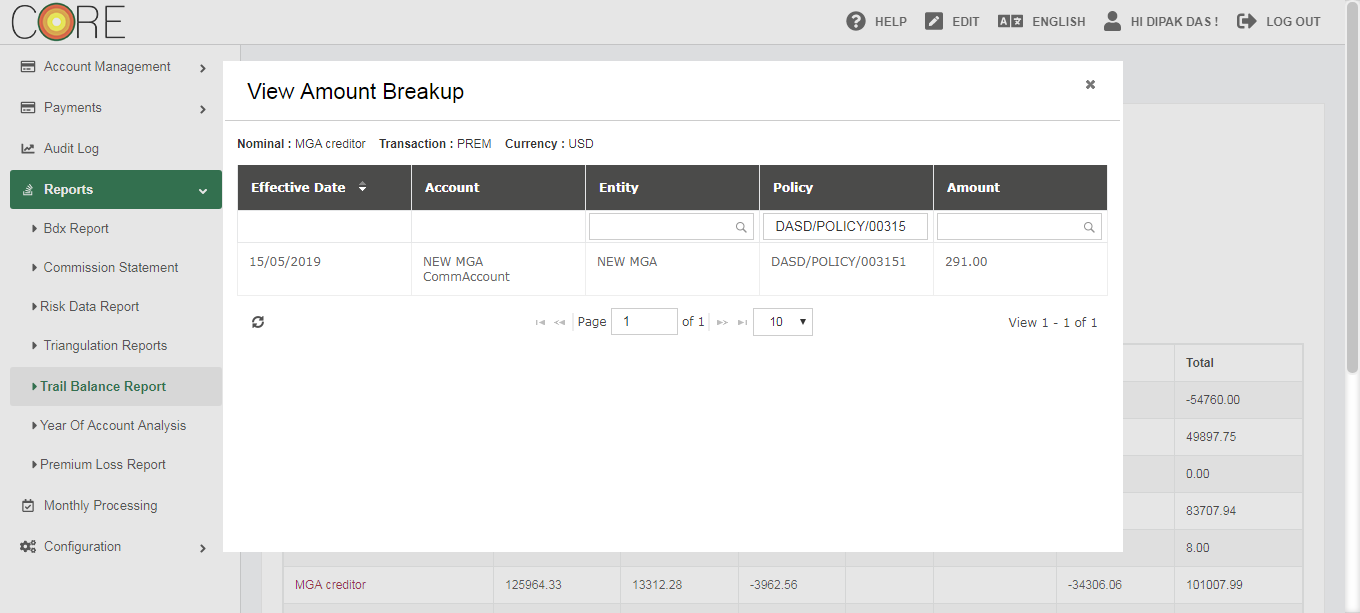 CORE
HELP
EDIT
ENGLISH
HI DIPAK DAS !
LOG OUT
Account Management
Payments
Audit Log
Reports
Bdx Report
Commission Statement
Risk Data Report
Triangulation Reports
Trail Balance Report
Year Of Account Analysis
Premium Loss Report
Monthly Processing
Configuration
View Amount Breakup
Nominal : MGA creditor Transaction : PREM Currency : USD
Effective Date Account Entity Policy Amount
DASD/POLICY/00315
15/05/2019 NEW MGA CommAccount NEW MGA DASD/POLICY/003151 291.00
Page 1 of 1 10 View 1 - 1 of 1
Total
-54760.00
49897.75
0.00
83707.94
8.00
MGA creditor 125964.33 13312.28 -3962.56 -34306.06 101007.99